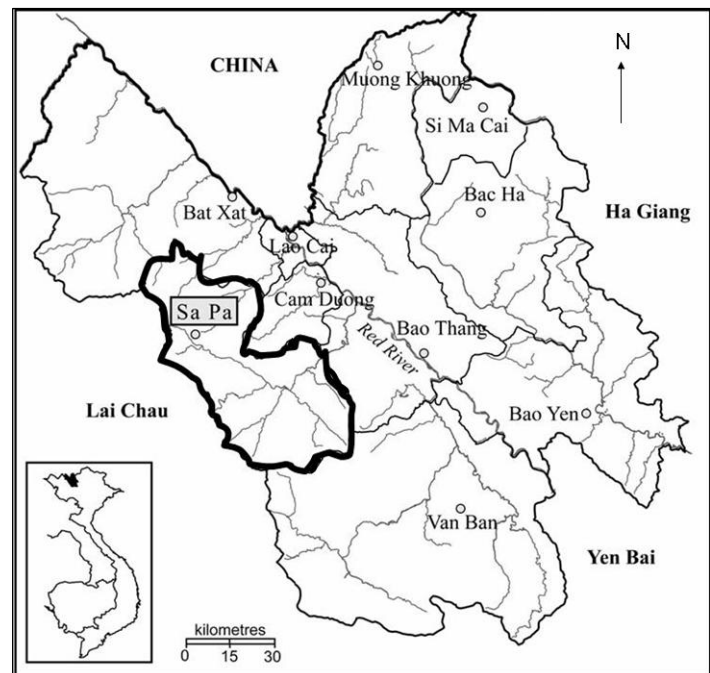 N
CHINA
Muong Khuong
Si Ma Cai
Bat Xat
Bac Ha
Ha Giang
Lao Cai
Sa Pa
Cam Duong
Red River
Bao Thang
Lai Chau
Bao Yen
Van Ban
Yen Bai
kilometres
0 15 30